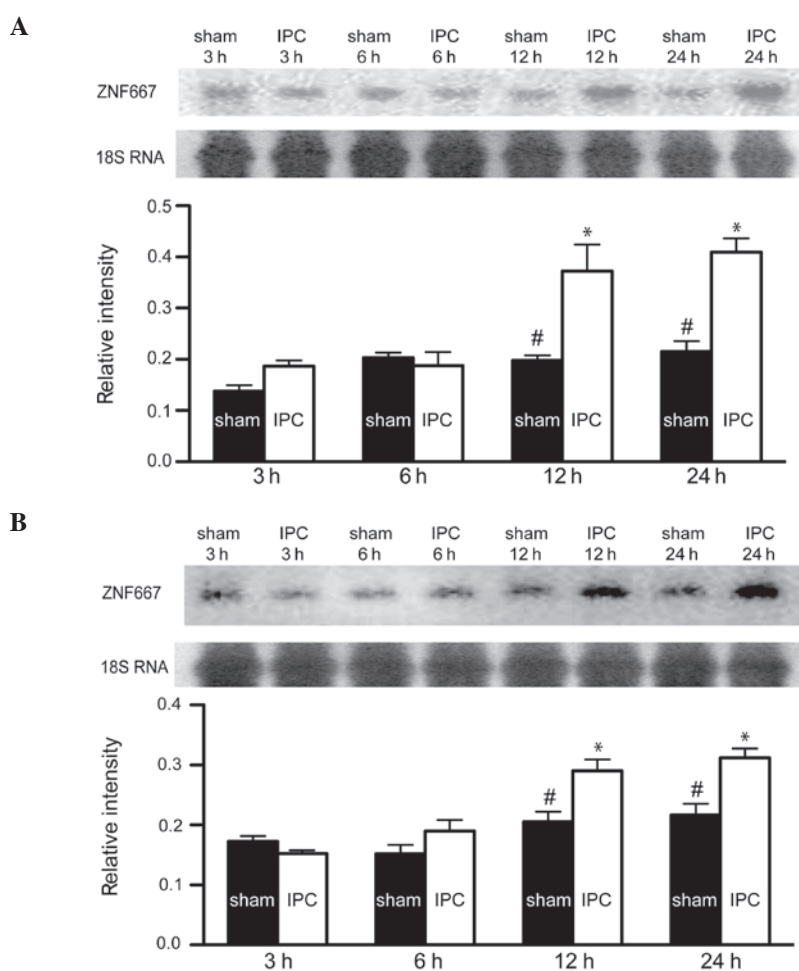 A
sham IPC sham IPC sham IPC sham IPC
3 h 3 h 6 h 6 h 12 h 12 h 24 h 24 h
ZNF667
18S RNA
Relative intensity
0.5
0.4
0.3
0.2
0.1
0.0
* *
# #
sham IPC sham IPC sham IPC sham IPC
3 h 6 h 12 h 24 h
B
sham IPC sham IPC sham IPC sham IPC
3 h 3 h 6 h 6 h 12 h 12 h 24 h 24 h
ZNF667
18S RNA
Relative intensity
0.4
0.3
0.2
0.1
0.0
* *
# #
sham IPC sham IPC sham IPC sham IPC
3 h 6 h 12 h 24 h